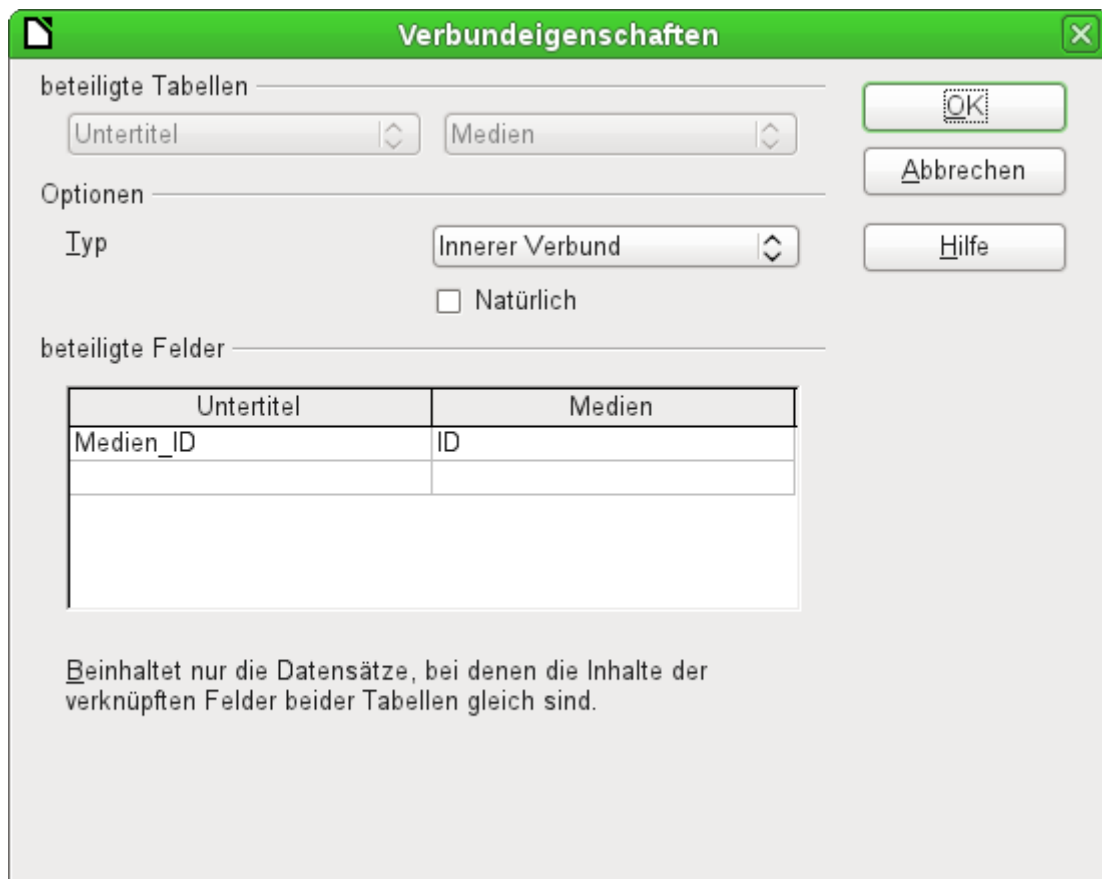 Verbundeigenschaften
beteiligte Tabellen
Untertitel Medien
OK
Abbrechen
Optionen
Typ Innerer Verbund
Hilfe
Natürlich
beteiligte Felder
Untertitel Medien
Medien_ID ID
Beinhaltet nur die Datensätze, bei denen die Inhalte der
verknüpften Felder beider Tabellen gleich sind.